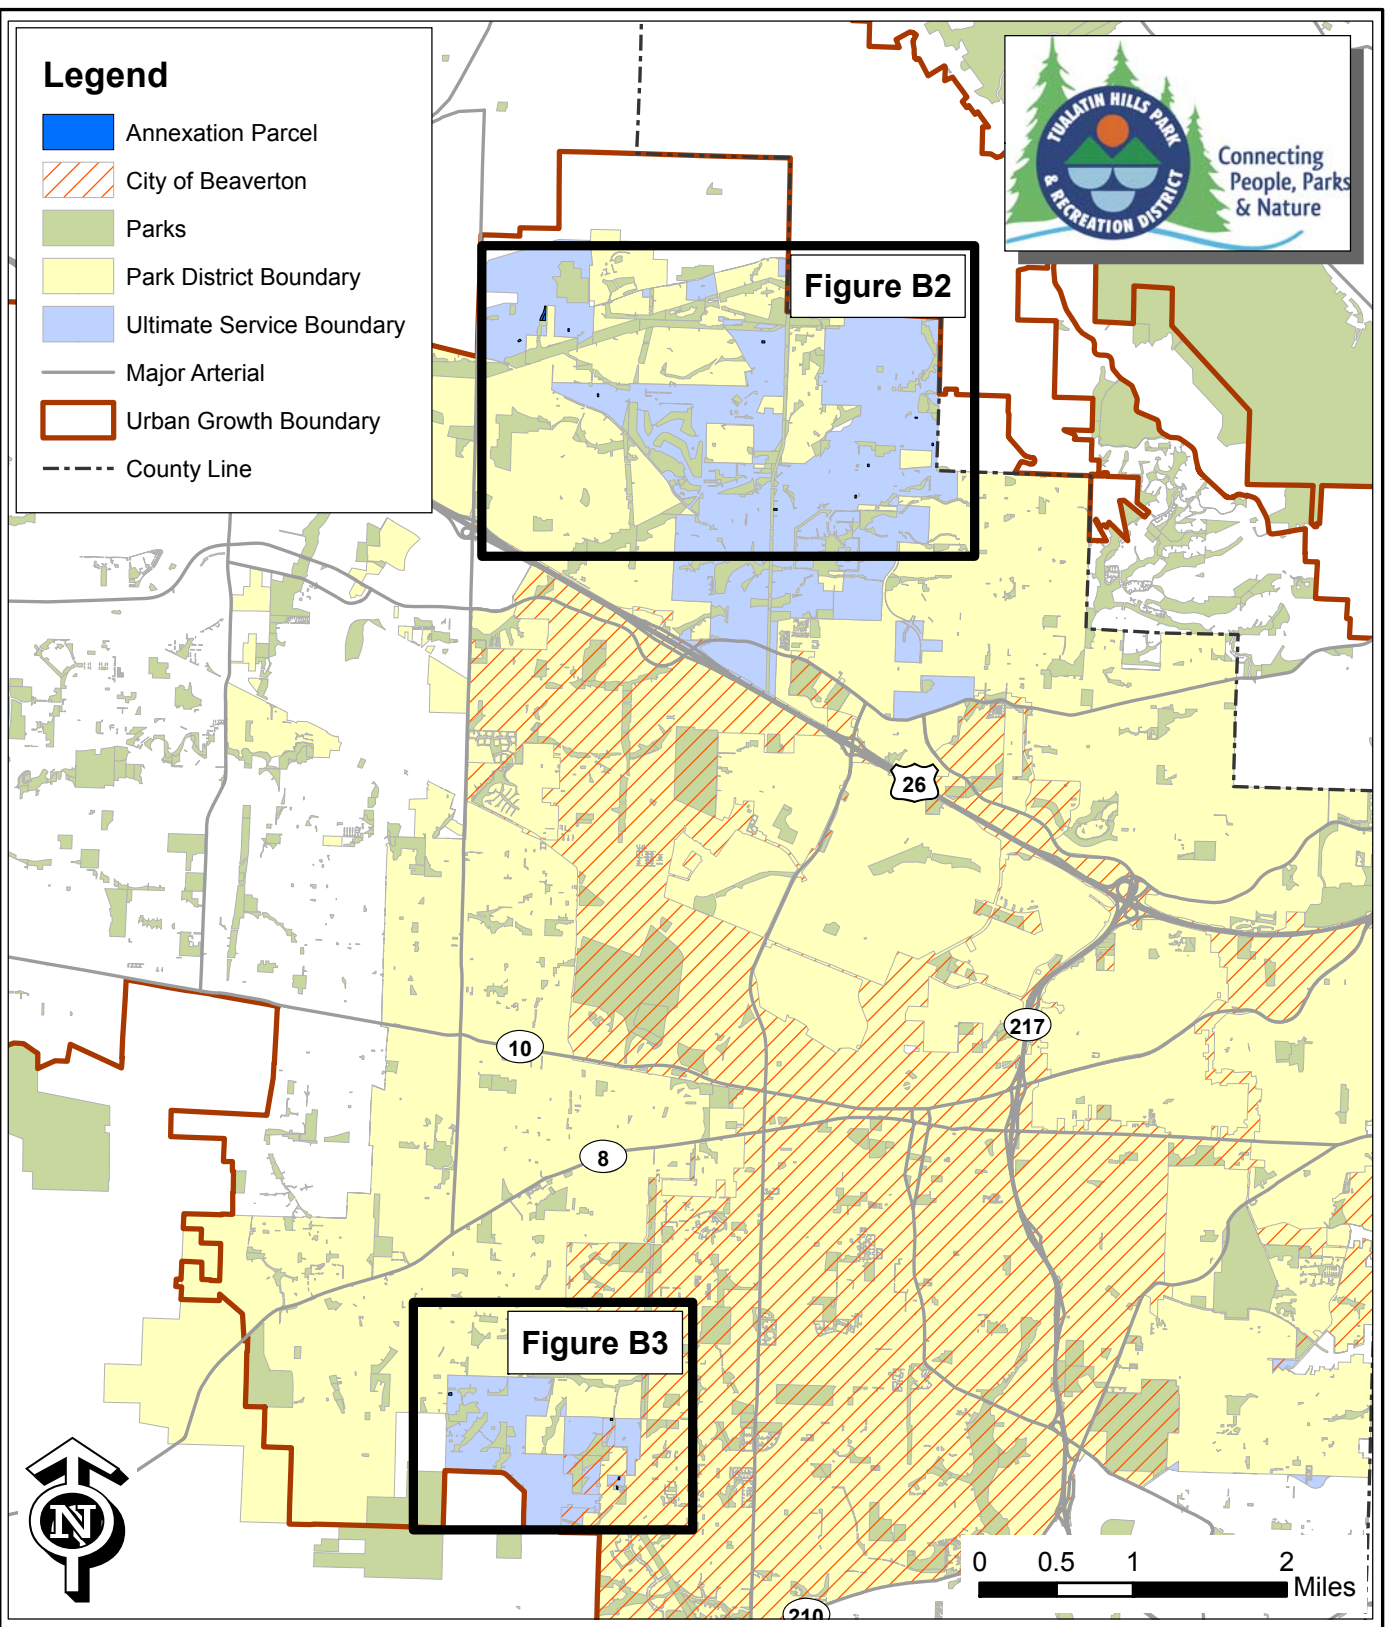 Legend
Annexation Parcel
City of Beaverton
Parks
Park District Boundary
Ultimate Service Boundary
Major Arterial
Urban Growth Boundary
County Line
TUALATIN HILLS PARK
& RECREATION DISTRICT
Connecting
People, Parks
& Nature
Figure B2
26
217
10
8
Figure B3
N
0 0.5 1 2
Miles
210